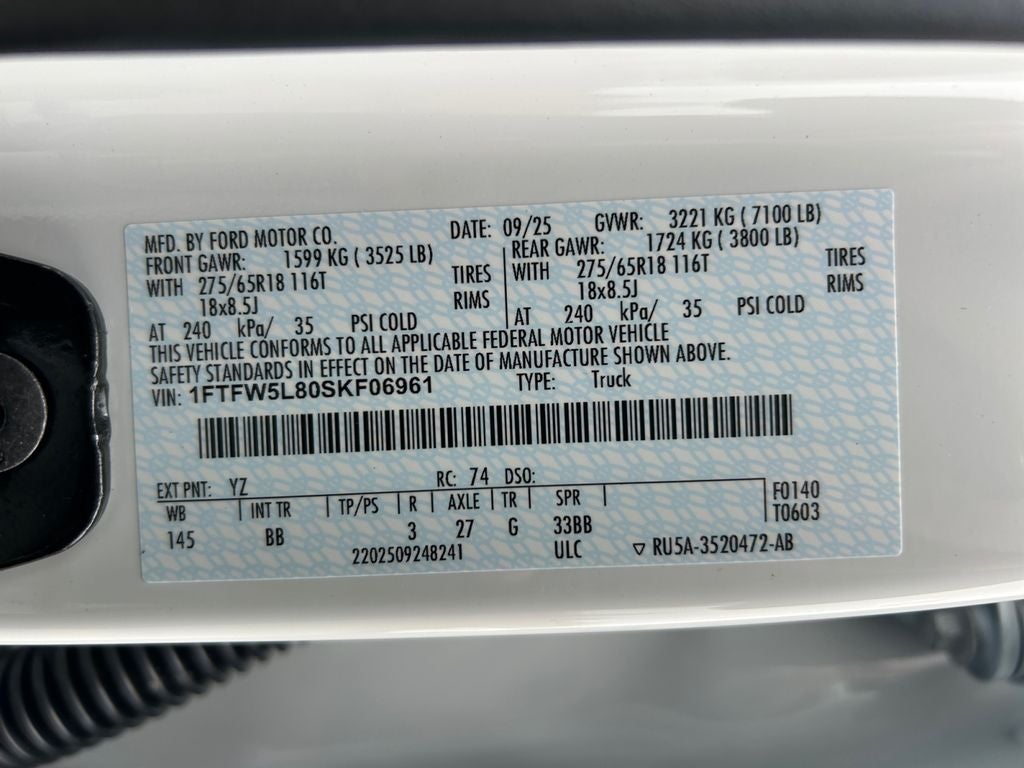 MFD. BY FORD MOTOR CO. DATE: 09/25 GVWR: 3221 KG ( 7100 LB)
FRONT GAWR: 1599 KG ( 3525 LB) REAR GAWR: 1724 KG ( 3800 LB)
WITH 275/65R18 116T TIRES WITH 275/65R18 116T TIRES
18x8.5J RIMS 18x8.5J RIMS
AT 240 kPa/ 35 PSI COLD AT 240 kPa/ 35 PSI COLD
THIS VEHICLE CONFORMS TO ALL APPLICABLE FEDERAL MOTOR VEHICLE
SAFETY STANDARDS IN EFFECT ON THE DATE OF MANUFACTURE SHOWN ABOVE.
VIN: 1FTFW5L80SKF06961 TYPE: Truck
EXT PNT: YZ RC: 74 DSO:
WB INT TR TP/PS R AXLE TR SPR F0140
145 BB 3 27 G 33BB T0603
2202509248241 ULC ▽ RU5A-3520472-AB